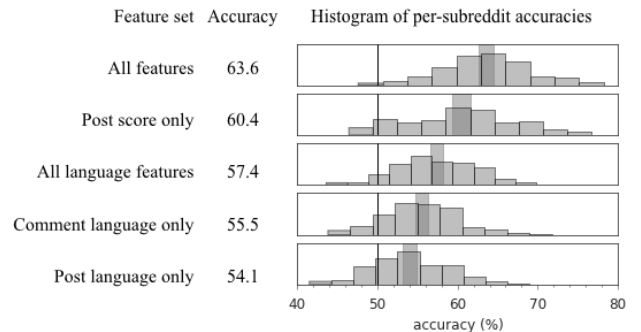 Feature set Accuracy Histogram of per-subreddit accuracies
All features 63.6
Post score only 60.4
All language features 57.4
Comment language only 55.5
Post language only 54.1
40 50 60 70 80
accuracy (%)